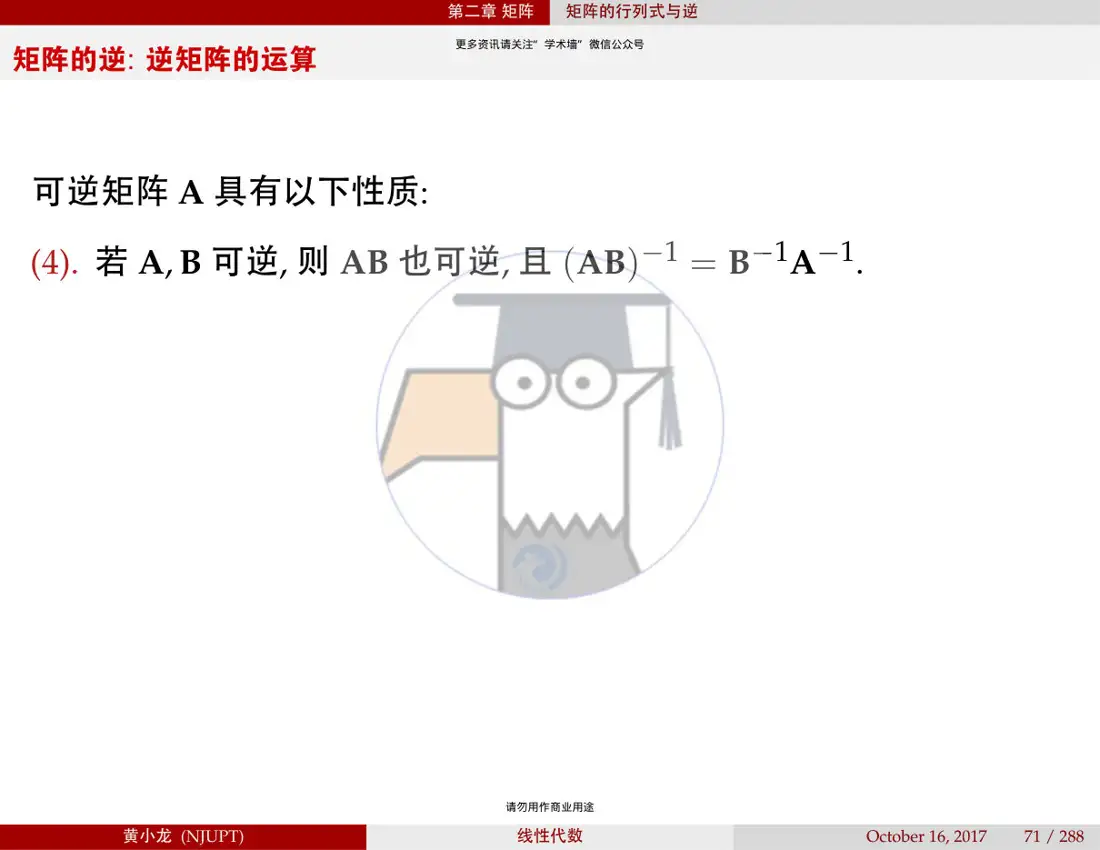 第二章 矩阵 矩阵的行列式与逆
更多资讯请关注“学术墙”微信公众号
矩阵的逆: 逆矩阵的运算
可逆矩阵 A 具有以下性质:
(4). 若 A, B 可逆, 则 AB 也可逆, 且 (AB)⁻¹ = B⁻¹A⁻¹.
请勿用作商业用途
黄小龙 (NJUPT) 线性代数 October 16, 2017 71 / 288